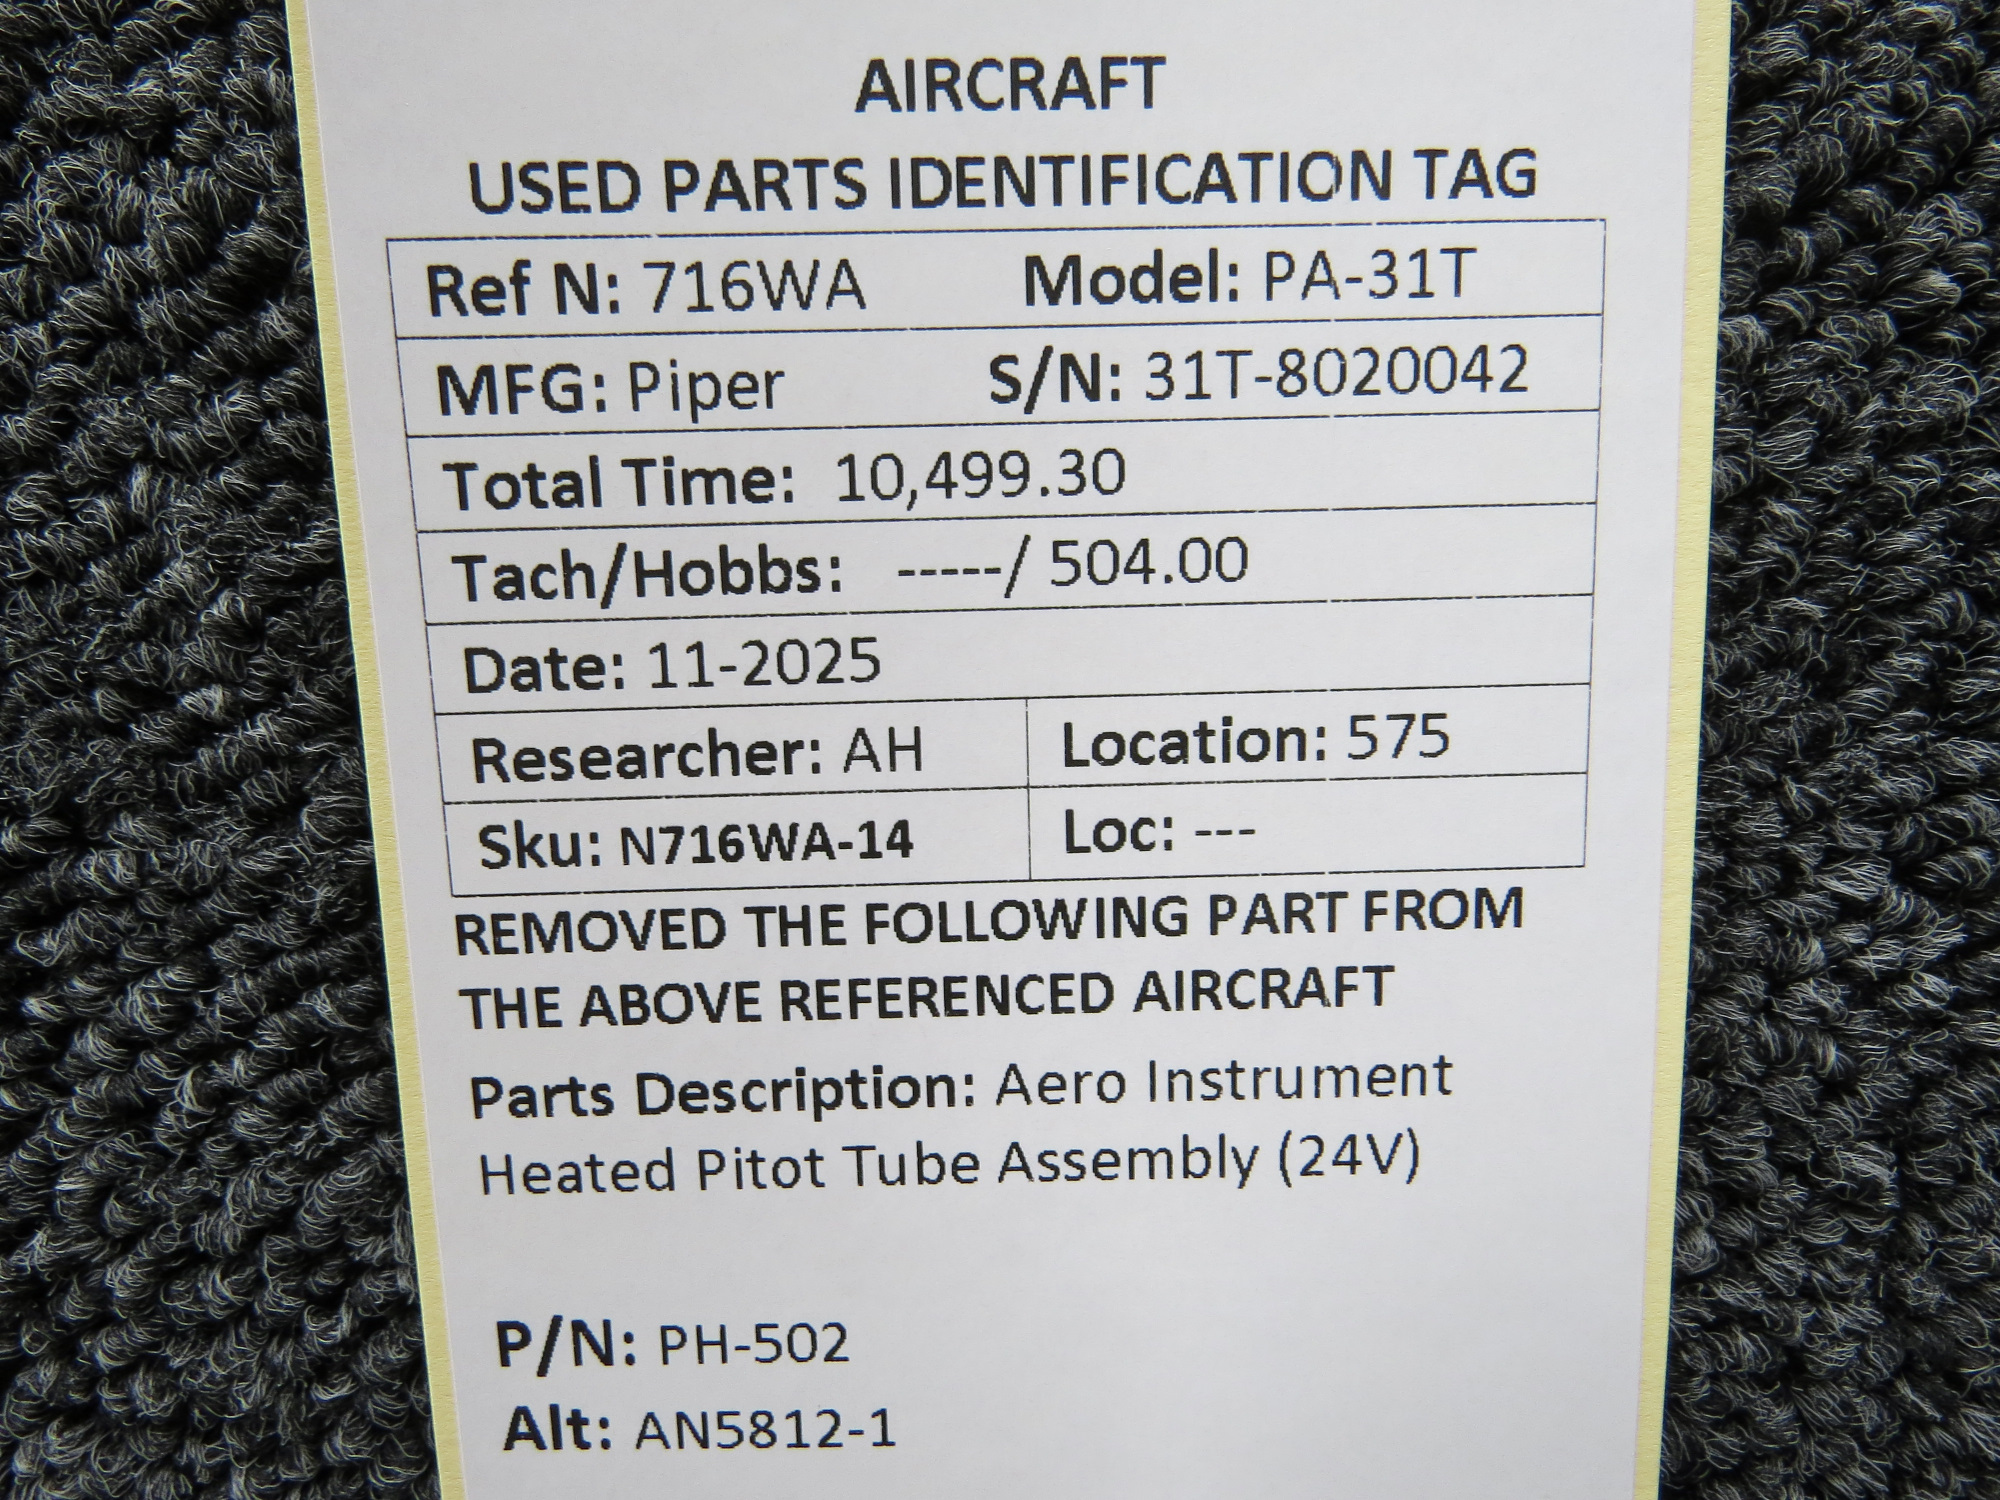 AIRCRAFT
USED PARTS IDENTIFICATION TAG
Ref N: 716WA Model: PA-31T
MFG: Piper S/N: 31T-8020042
Total Time: 10,499.30
Tach/Hobbs: -----/ 504.00
Date: 11-2025
Researcher: AH Location: 575
Sku: N716WA-14 Loc: ---
REMOVED THE FOLLOWING PART FROM
THE ABOVE REFERENCED AIRCRAFT
Parts Description: Aero Instrument
Heated Pitot Tube Assembly (24V)
P/N: PH-502
Alt: AN5812-1